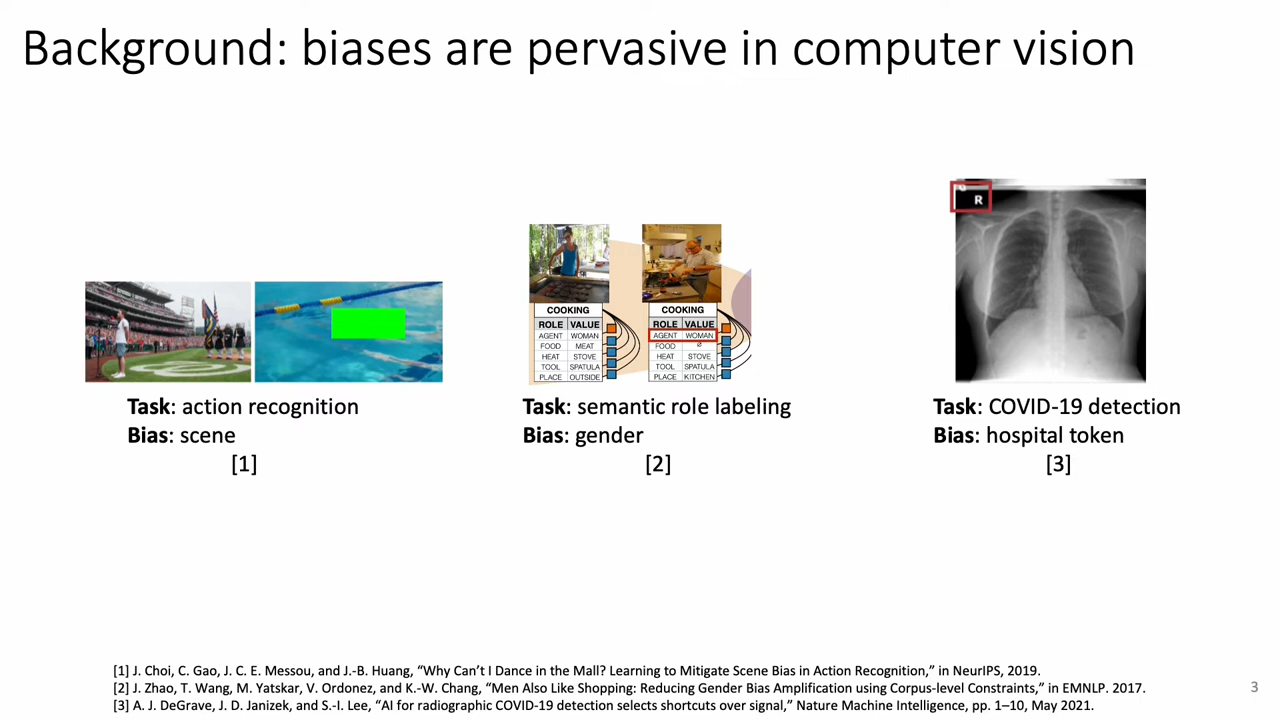 Background: biases are pervasive in computer vision
R
COOKING
ROLE VALUE
AGENT WOMAN
FOOD MEAT
HEAT STOVE
TOOL SPATULA
PLACE OUTSIDE
COOKING
ROLE VALUE
AGENT WOMAN
FOOD ∅
HEAT STOVE
TOOL SPATULA
PLACE KITCHEN
Task: action recognition
Bias: scene
[1]
Task: semantic role labeling
Bias: gender
[2]
Task: COVID-19 detection
Bias: hospital token
[3]
[1] J. Choi, C. Gao, J. C. E. Messou, and J.-B. Huang, “Why Can’t I Dance in the Mall? Learning to Mitigate Scene Bias in Action Recognition,” in NeurIPS, 2019.
[2] J. Zhao, T. Wang, M. Yatskar, V. Ordonez, and K.-W. Chang, “Men Also Like Shopping: Reducing Gender Bias Amplification using Corpus-level Constraints,” in EMNLP. 2017.
[3] A. J. DeGrave, J. D. Janizek, and S.-I. Lee, “AI for radiographic COVID-19 detection selects shortcuts over signal,” Nature Machine Intelligence, pp. 1–10, May 2021.
3